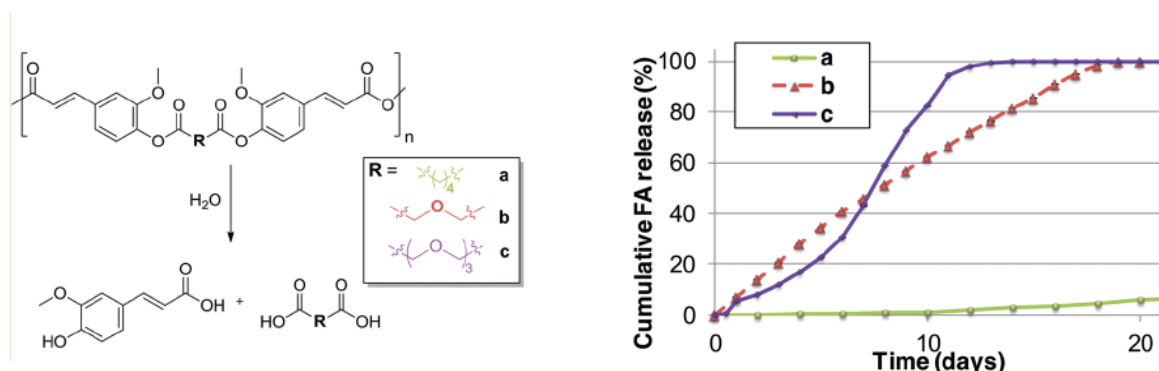 O
O
O
O
O
O
O
O
O
n
R
R =
4
a
O
b
O
3
c
H₂O
O
O
OH
HO
+
O
O
HO
R
OH
Cumulative FA release (%)
100
80
60
40
20
0
a
b
c
0
10
20
Time (days)